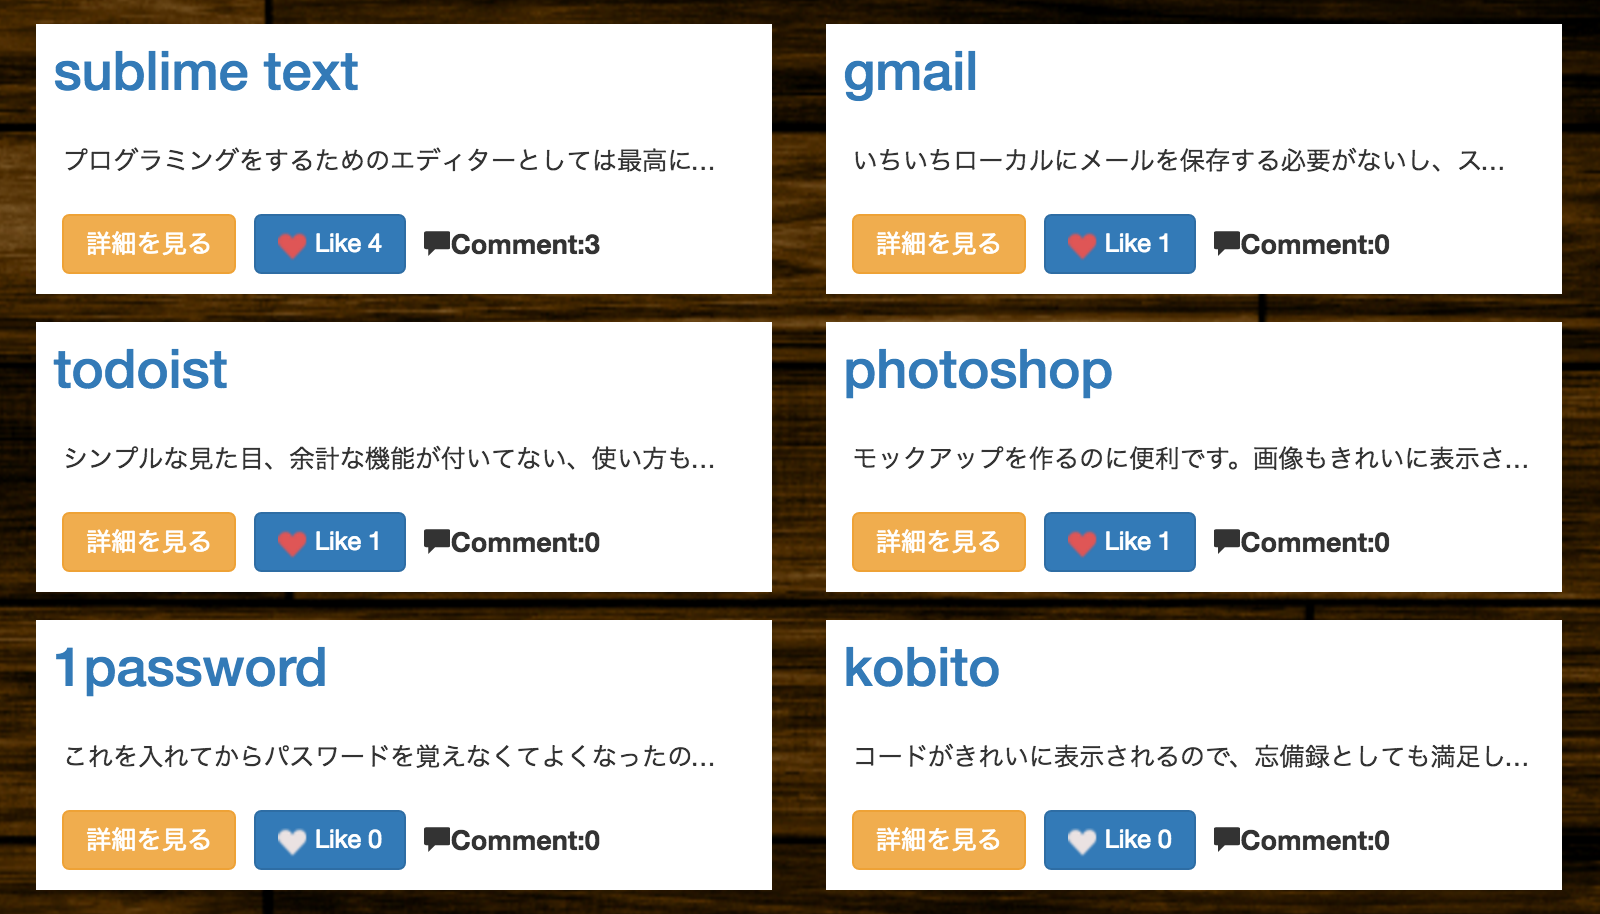 sublime text
プログラミングをするためのエディターとしては最高に...
詳細を見る Like 4 Comment:3
gmail
いちいちローカルにメールを保存する必要がないし、ス...
詳細を見る Like 1 Comment:0
todoist
シンプルな見た目、余計な機能が付いてない、使い方も...
詳細を見る Like 1 Comment:0
photoshop
モックアップを作るのに便利です。画像もきれいに表示さ...
詳細を見る Like 1 Comment:0
1password
これを入れてからパスワードを覚えなくてよくなったの...
詳細を見る Like 0 Comment:0
kobito
コードがきれいに表示されるので、忘備録としても満足し...
詳細を見る Like 0 Comment:0